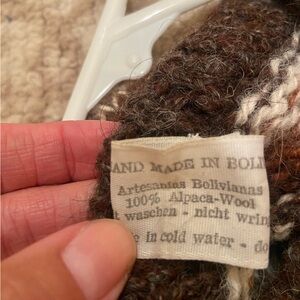 AND MADE IN BOLI
Artesanias Bolivianas
100% Alpaca-Wool
t waschen - nicht wrin
e in cold water - do